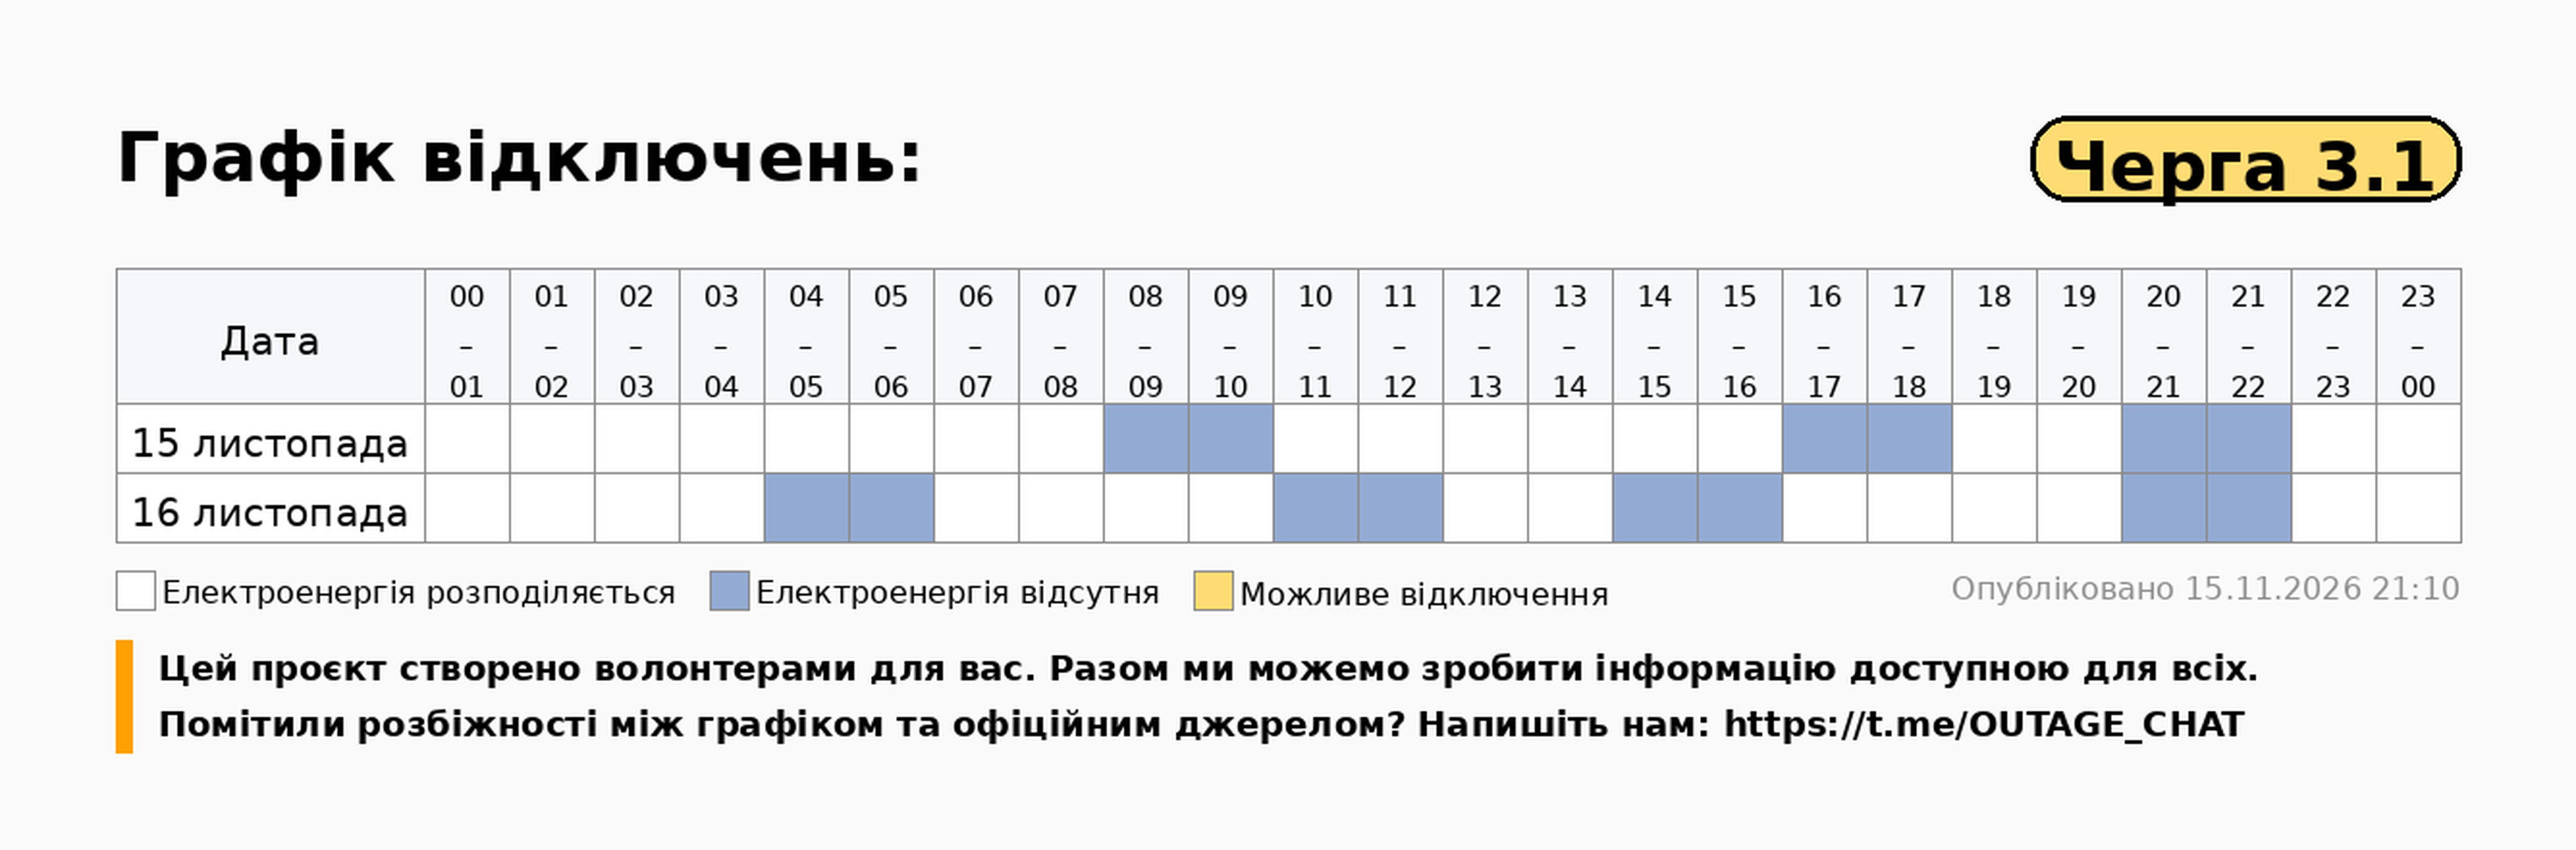 Графік відключень:
Черга 3.1
Дата 00 – 01 01 – 02 02 – 03 03 – 04 04 – 05 05 – 06 06 – 07 07 – 08 08 – 09 09 – 10 10 – 11 11 – 12 12 – 13 13 – 14 14 – 15 15 – 16 16 – 17 17 – 18 18 – 19 19 – 20 20 – 21 21 – 22 22 – 23 23 – 00
15 листопада
16 листопада
Електроенергія розподіляється Електроенергія відсутня Можливе відключення
Опубліковано 15.11.2026 21:10
Цей проєкт створено волонтерами для вас. Разом ми можемо зробити інформацію доступною для всіх.
Помітили розбіжності між графіком та офіційним джерелом? Напишіть нам: https://t.me/OUTAGE_CHAT